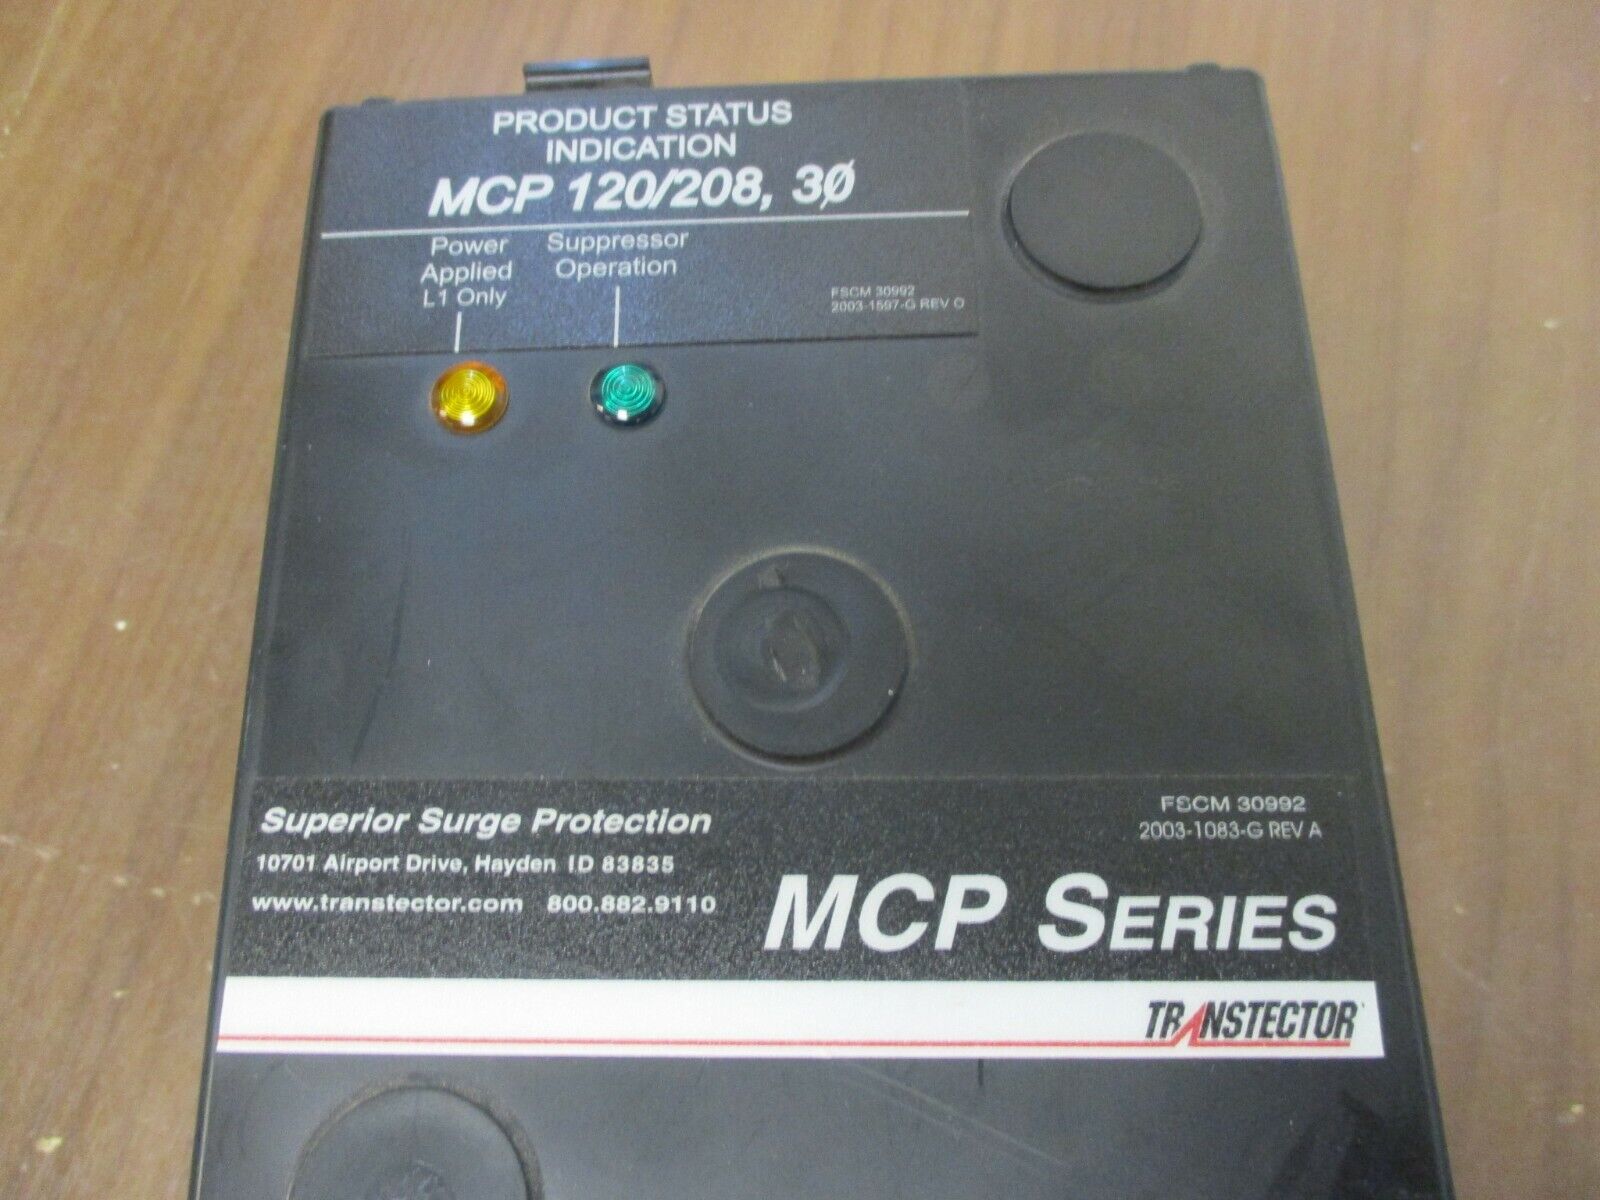 PRODUCT STATUS
INDICATION
MCP 120/208, 3Ø
Power
Applied
L1 Only
Suppressor
Operation
FSCM 30992
2003-1597-G REV O
Superior Surge Protection
10701 Airport Drive, Hayden ID 83835
www.transtector.com 800.882.9110
FSCM 30992
2003-1083-G REV A
MCP SERIES
TRANSTECTOR